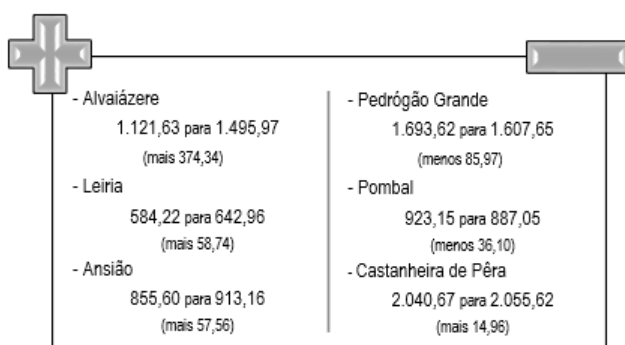 - Alvaiázere
1.121,63 para 1.495,97
(mais 374,34)
- Leiria
584,22 para 642,96
(mais 58,74)
- Ansião
855,60 para 913,16
(mais 57,56)
- Pedrógão Grande
1.693,62 para 1.607,65
(menos 85,97)
- Pombal
923,15 para 887,05
(menos 36,10)
- Castanheira de Pêra
2.040,67 para 2.055,62
(mais 14,96)